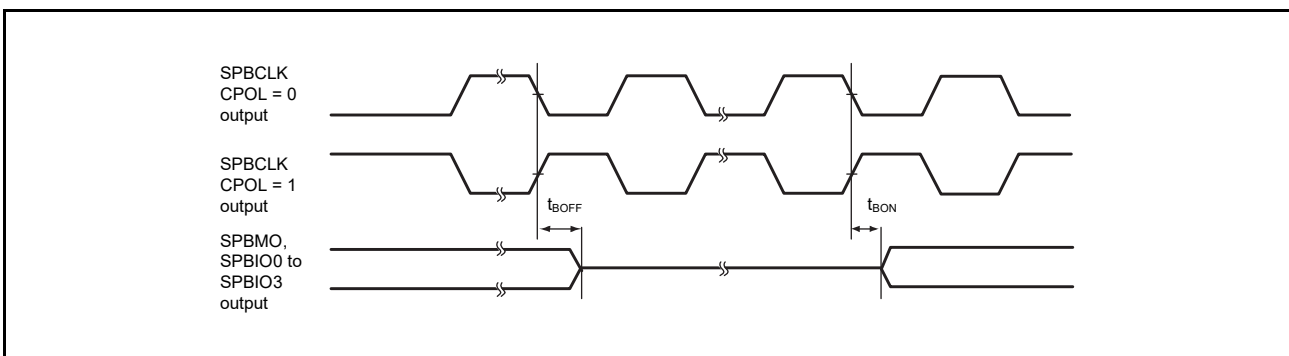 SPBCLK
CPOL = 0
output
SPBCLK
CPOL = 1
output
tBOFF
tBON
SPBMO,
SPBIO0 to
SPBIO3
output